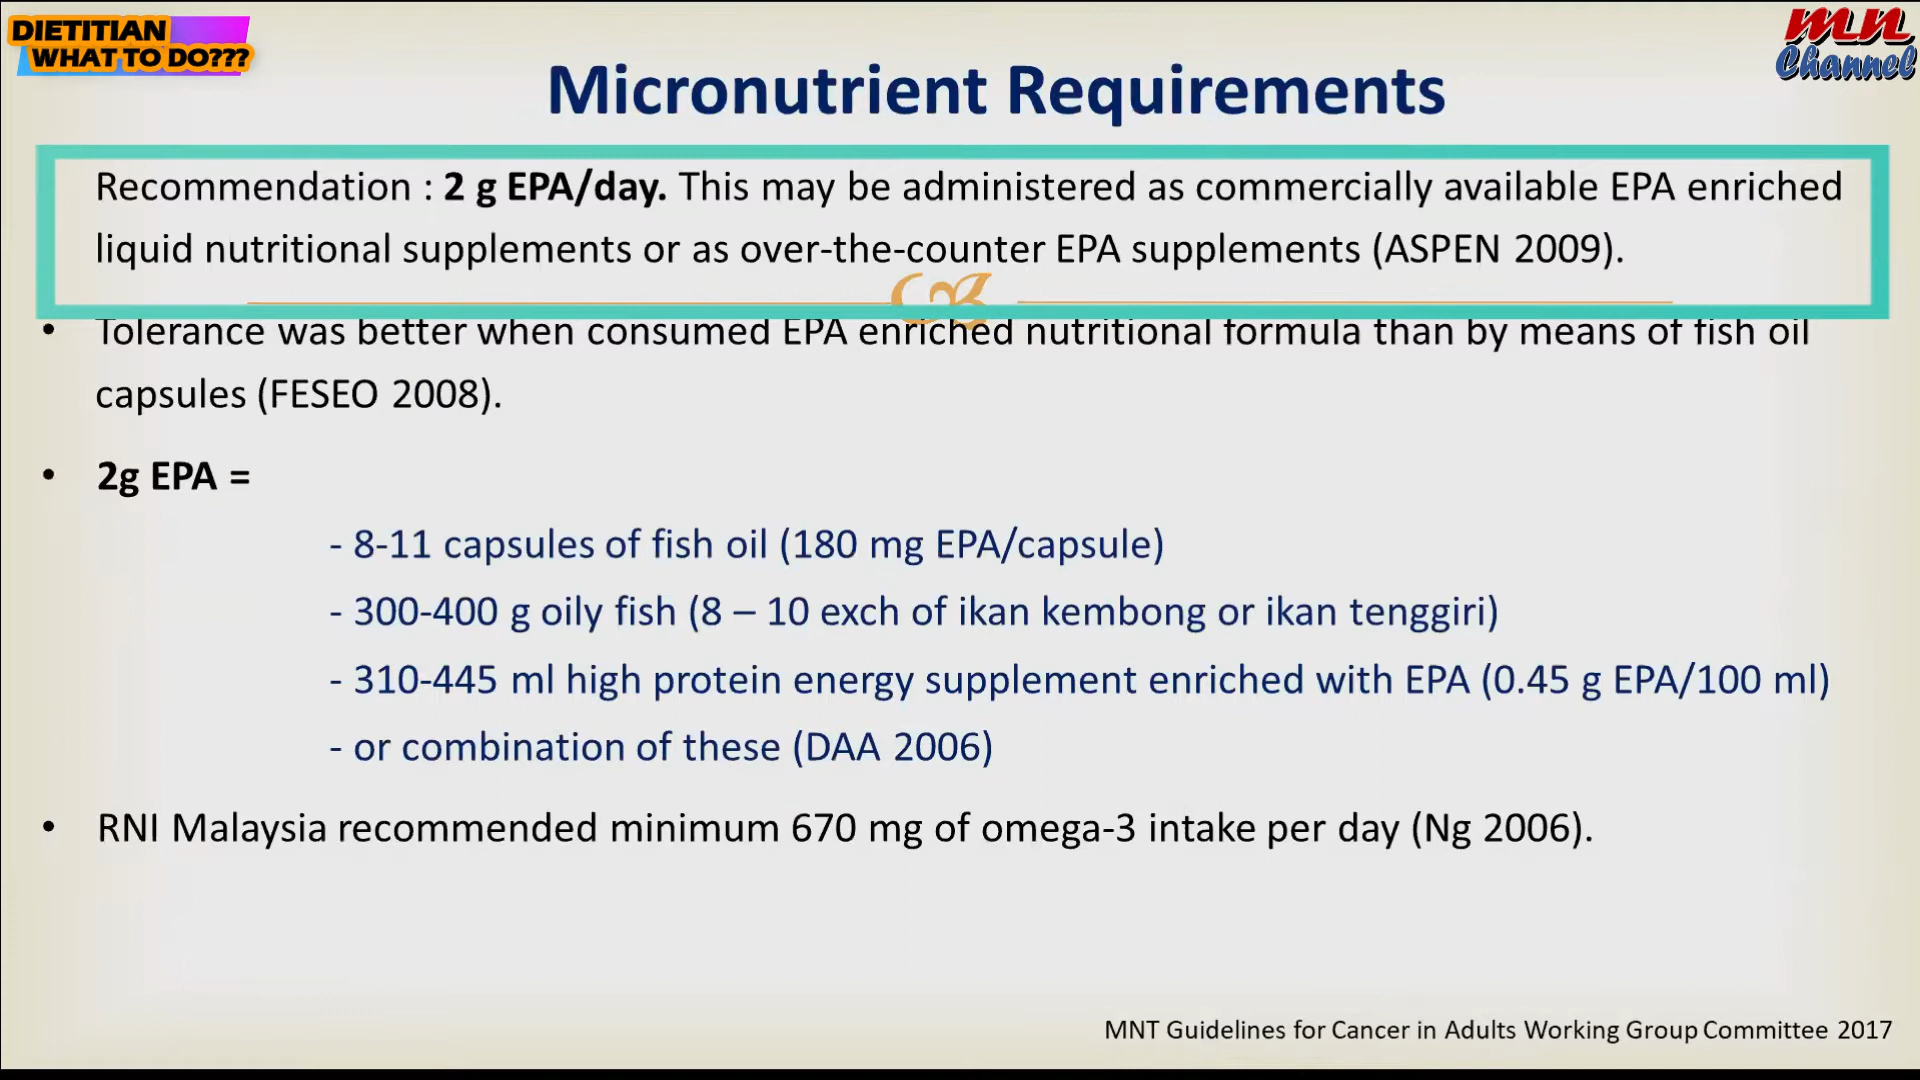 DIETITIAN
WHAT TO DO???
MN
Channel
Micronutrient Requirements
Recommendation : 2 g EPA/day. This may be administered as commercially available EPA enriched
liquid nutritional supplements or as over-the-counter EPA supplements (ASPEN 2009).
• Tolerance was better when consumed EPA enriched nutritional formula than by means of fish oil
capsules (FESEO 2008).
• 2g EPA =
- 8-11 capsules of fish oil (180 mg EPA/capsule)
- 300-400 g oily fish (8 – 10 exch of ikan kembong or ikan tenggiri)
- 310-445 ml high protein energy supplement enriched with EPA (0.45 g EPA/100 ml)
- or combination of these (DAA 2006)
• RNI Malaysia recommended minimum 670 mg of omega-3 intake per day (Ng 2006).
MNT Guidelines for Cancer in Adults Working Group Committee 2017